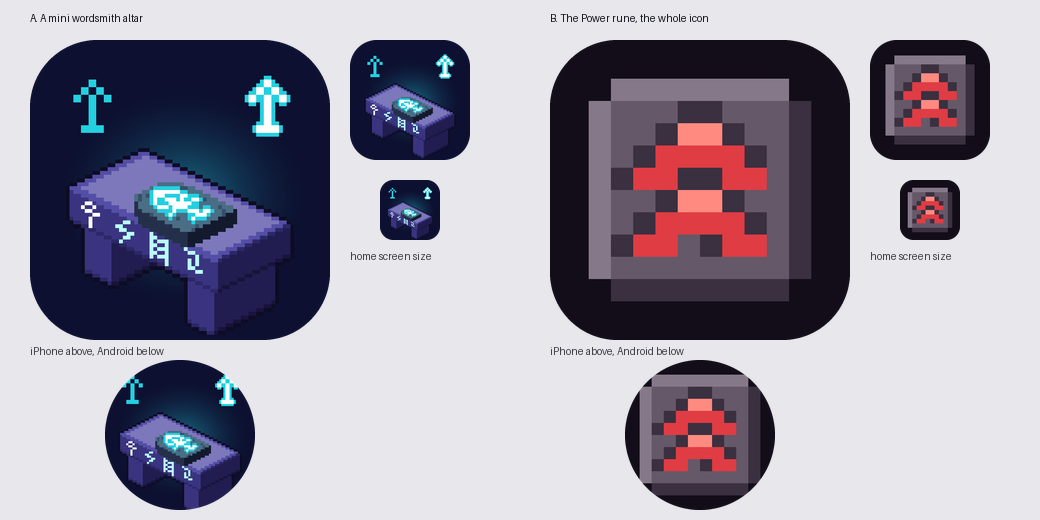 A. A mini wordsmith altar
B. The Power rune, the whole icon
home screen size
home screen size
iPhone above, Android below
iPhone above, Android below